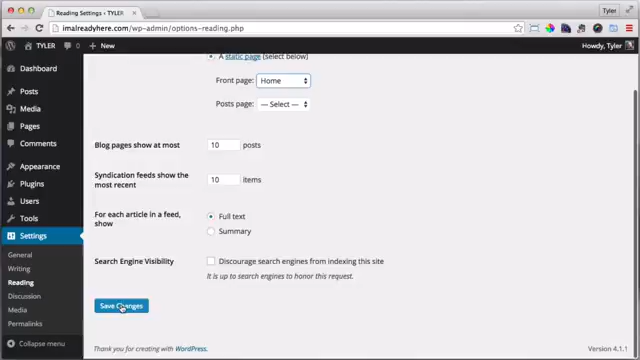 Reading Settings ‹ TYLER
Tyler
imalreadyhere.com/wp-admin/options-reading.php
TYLER
0
+ New
Howdy, Tyler
Dashboard
Posts
Media
Pages
Comments
Appearance
Plugins
Users
Tools
Settings
General
Writing
Reading
Discussion
Media
Permalinks
Collapse menu
A static page (select below)
Front page: Home
Posts page: — Select —
Blog pages show at most 10 posts
Syndication feeds show the most recent 10 items
For each article in a feed, show
Full text
Summary
Search Engine Visibility
Discourage search engines from indexing this site
It is up to search engines to honor this request.
Save Changes
Thank you for creating with WordPress.
Version 4.1.1